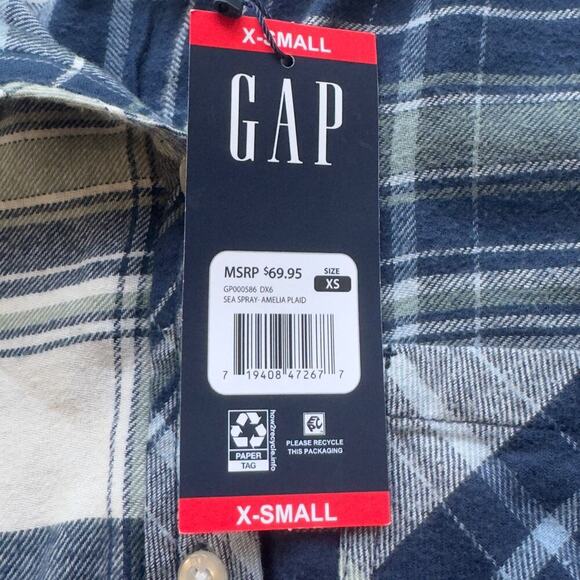 X-SMALL
GAP
MSRP $69.95
SIZE
XS
GP000586 DX6
SEA SPRAY- AMELIA PLAID
7 19408 47267 7
how2recycle.info
PAPER
TAG
PLEASE RECYCLE
THIS PACKAGING
X-SMALL